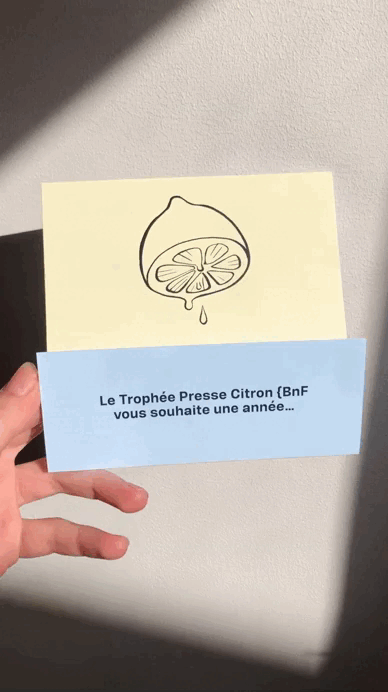 Le Trophée Presse Citron {BnF
vous souhaite une année…